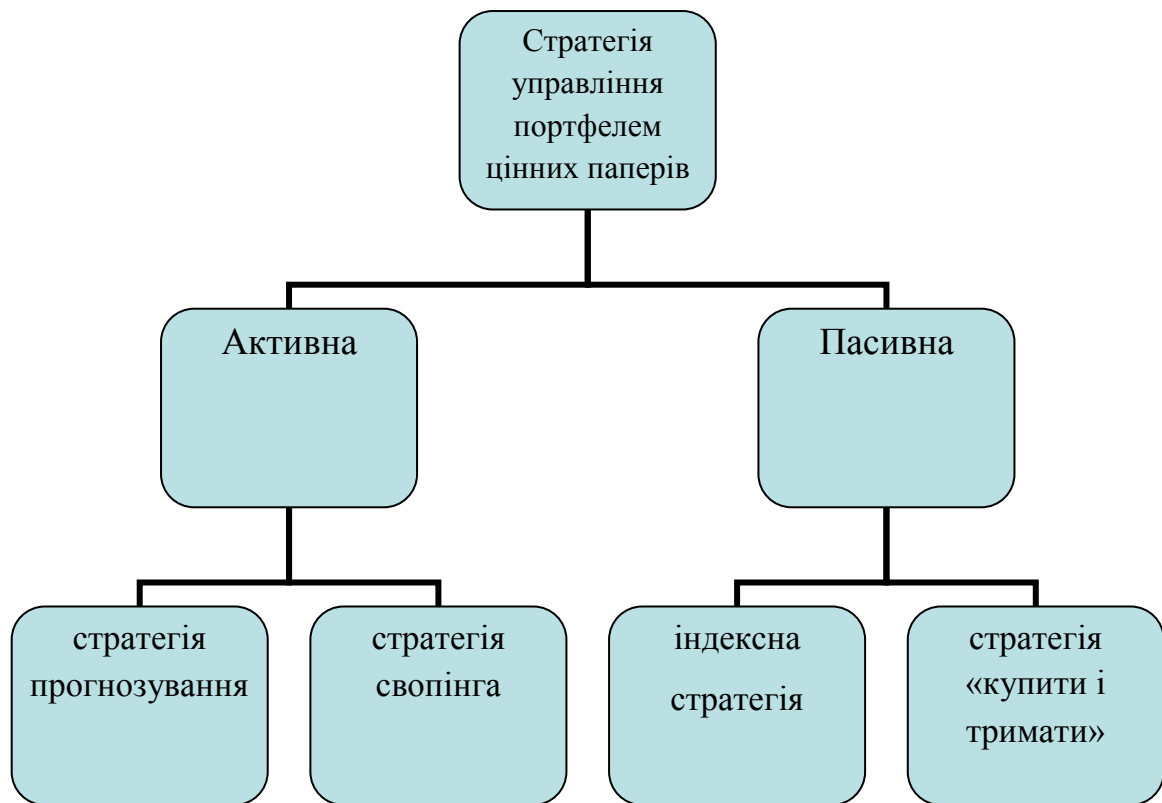 Стратегія
управління
портфелем
цінних паперів
Активна
Пасивна
стратегія
прогнозування
стратегія
свопінга
індексна
стратегія
стратегія
«купити і
тримати»